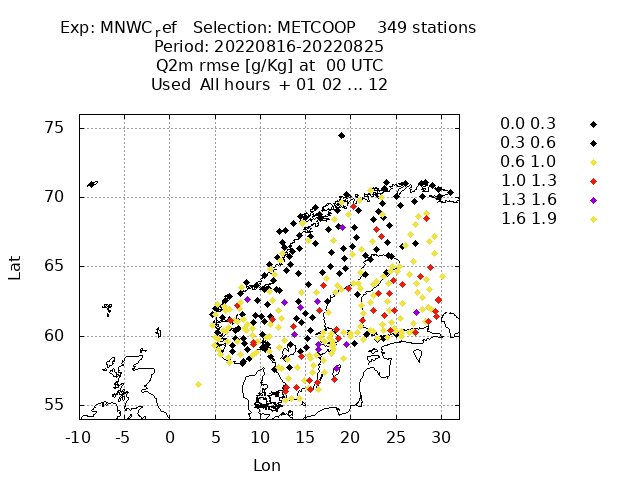 Exp: MNWCref   Selection: METCOOP    349 stations
Period: 20220816-20220825
Q2m rmse [g/Kg] at  00 UTC
Used  All hours  + 01 02 ... 12
0.0 0.3
0.3 0.6
0.6 1.0
1.0 1.3
1.3 1.6
1.6 1.9
75
70
65
60
55
Lat
-10 -5 0 5 10 15 20 25 30
Lon